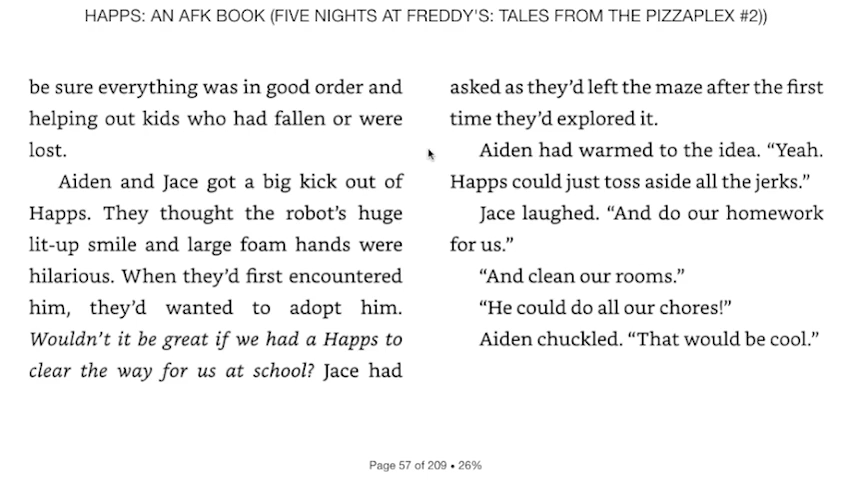 HAPPS: AN AFK BOOK (FIVE NIGHTS AT FREDDY'S: TALES FROM THE PIZZAPLEX #2))
be sure everything was in good order and
helping out kids who had fallen or were
lost.
Aiden and Jace got a big kick out of
Happs. They thought the robot’s huge
lit-up smile and large foam hands were
hilarious. When they’d first encountered
him, they’d wanted to adopt him.
Wouldn’t it be great if we had a Happs to
clear the way for us at school? Jace had
asked as they’d left the maze after the first
time they’d explored it.
Aiden had warmed to the idea. “Yeah.
Happs could just toss aside all the jerks.”
Jace laughed. “And do our homework
for us.”
“And clean our rooms.”
“He could do all our chores!”
Aiden chuckled. “That would be cool.”
Page 57 of 209 • 26%